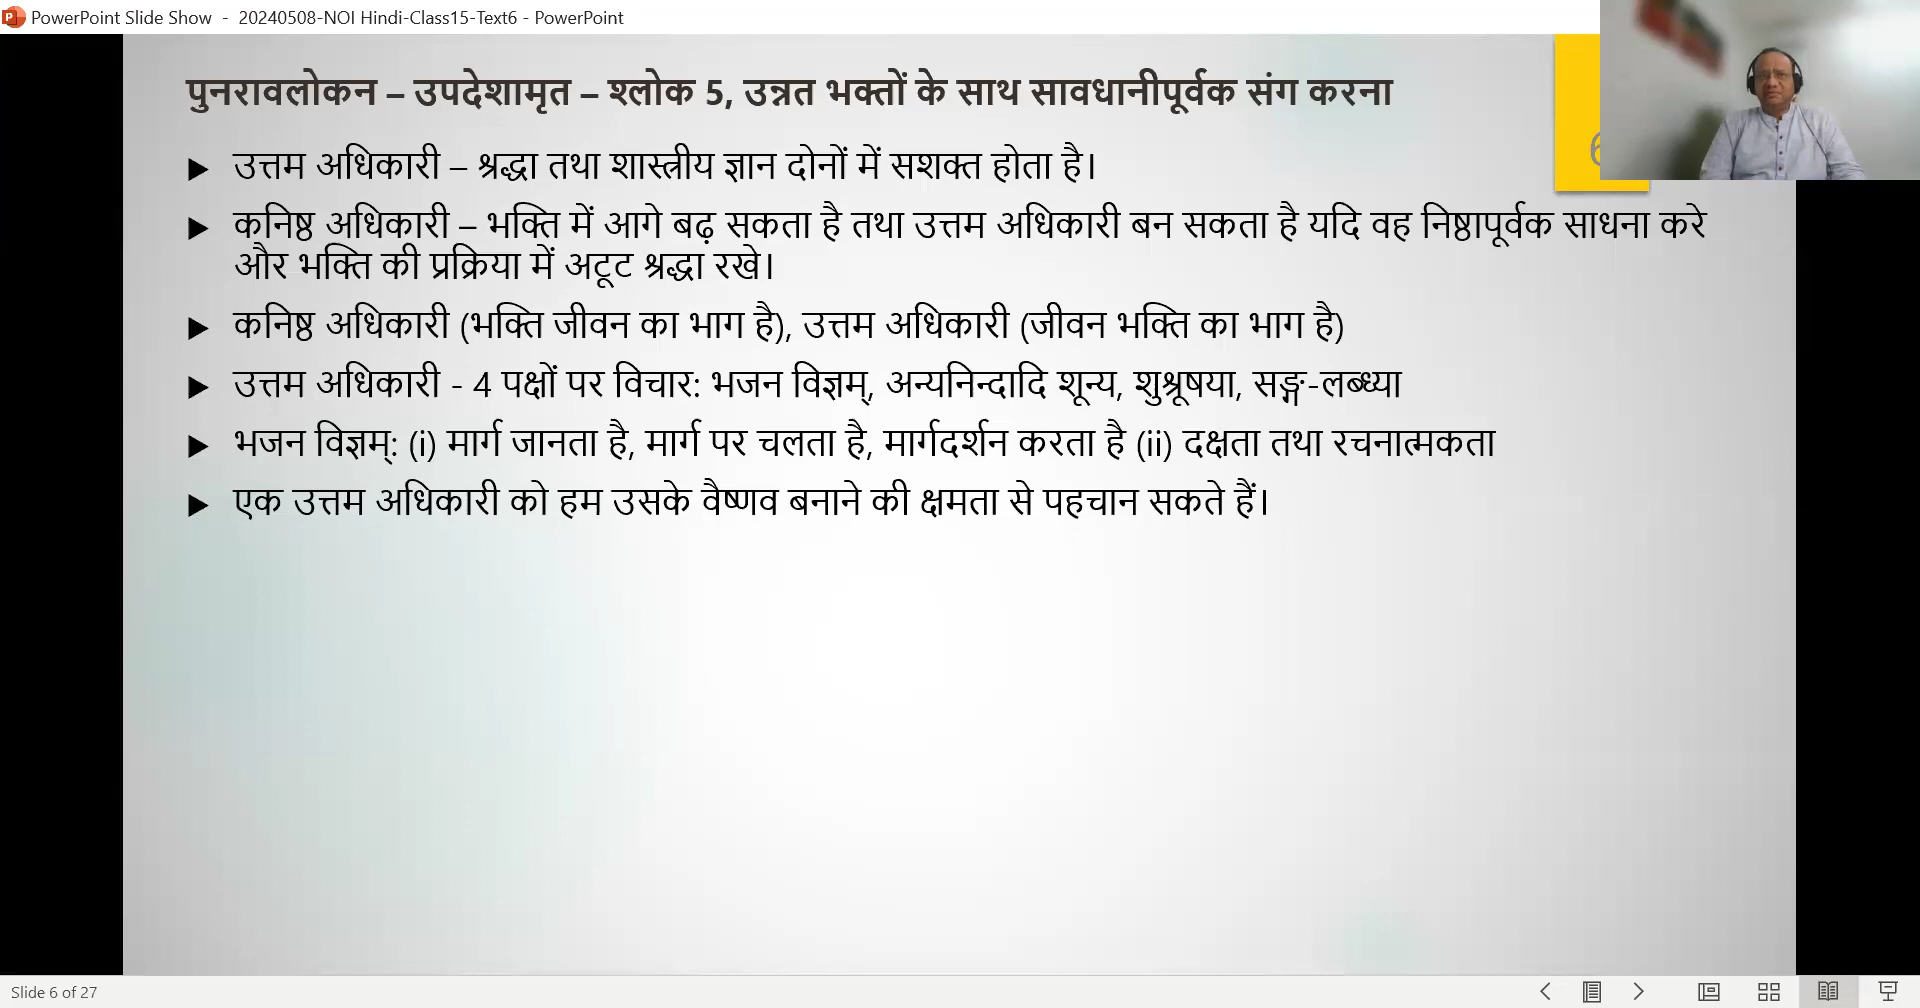 PowerPoint Slide Show - 20240508-NOI Hindi-Class15-Text6 - PowerPoint
पुनरावलोकन – उपदेशामृत – श्लोक 5, उन्नत भक्तों के साथ सावधानीपूर्वक संग करना
6
उत्तम अधिकारी – श्रद्धा तथा शास्त्रीय ज्ञान दोनों में सशक्त होता है।
कनिष्ठ अधिकारी – भक्ति में आगे बढ़ सकता है तथा उत्तम अधिकारी बन सकता है यदि वह निष्ठापूर्वक साधना करे
और भक्ति की प्रक्रिया में अटूट श्रद्धा रखे।
कनिष्ठ अधिकारी (भक्ति जीवन का भाग है), उत्तम अधिकारी (जीवन भक्ति का भाग है)
उत्तम अधिकारी - 4 पक्षों पर विचार: भजन विज्ञम्, अन्यनिन्दादि शून्य, शुश्रूषया, सङ्ग-लब्ध्या
भजन विज्ञम्: (i) मार्ग जानता है, मार्ग पर चलता है, मार्गदर्शन करता है (ii) दक्षता तथा रचनात्मकता
एक उत्तम अधिकारी को हम उसके वैष्णव बनाने की क्षमता से पहचान सकते हैं।
Slide 6 of 27